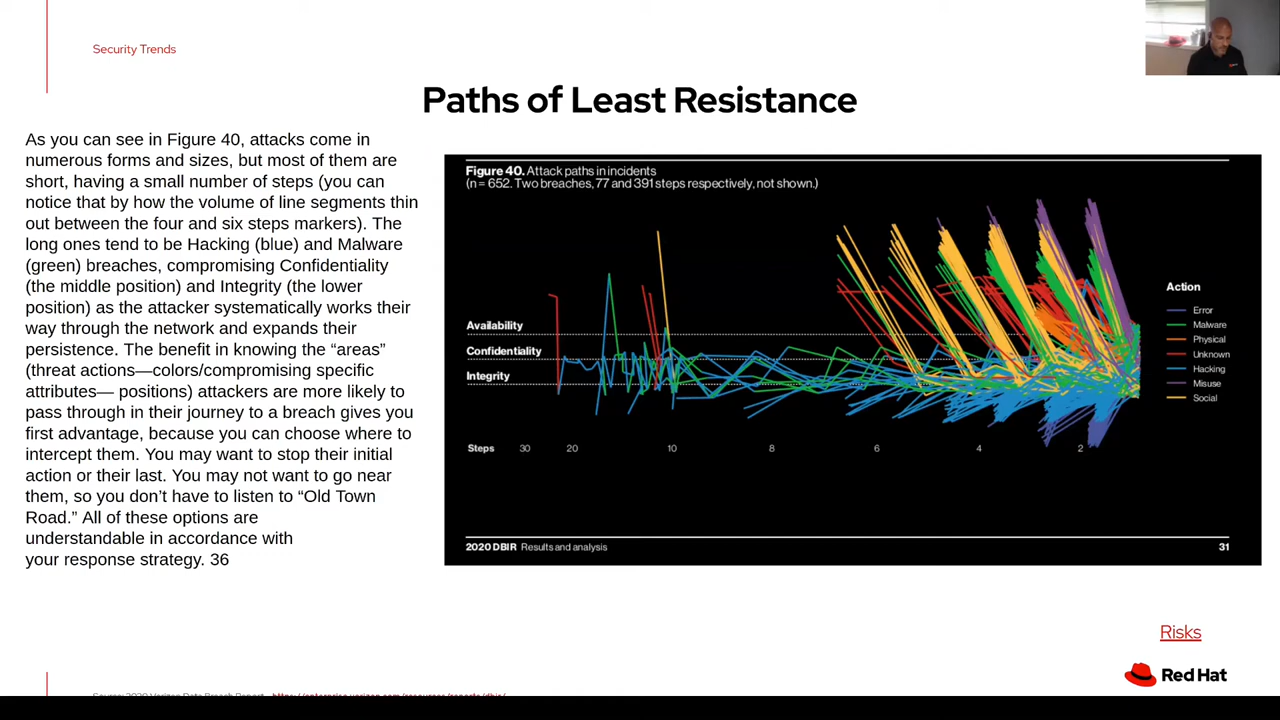 Security Trends
Paths of Least Resistance
As you can see in Figure 40, attacks come in
numerous forms and sizes, but most of them are
short, having a small number of steps (you can
notice that by how the volume of line segments thin
out between the four and six steps markers). The
long ones tend to be Hacking (blue) and Malware
(green) breaches, compromising Confidentiality
(the middle position) and Integrity (the lower
position) as the attacker systematically works their
way through the network and expands their
persistence. The benefit in knowing the “areas”
(threat actions—colors/compromising specific
attributes— positions) attackers are more likely to
pass through in their journey to a breach gives you
first advantage, because you can choose where to
intercept them. You may want to stop their initial
action or their last. You may not want to go near
them, so you don’t have to listen to “Old Town
Road.” All of these options are
understandable in accordance with
your response strategy. 36
Figure 40. Attack paths in incidents
(n = 652. Two breaches, 77 and 391 steps respectively, not shown.)
Availability
Confidentiality
Integrity
Steps 30 20 10 8 6 4 2
Action
Error
Malware
Physical
Unknown
Hacking
Misuse
Social
2020 DBIR Results and analysis 31
Risks
Red Hat